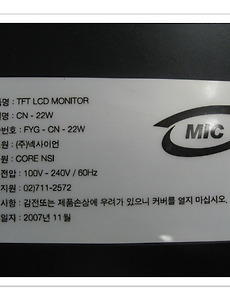 품명 : TFT LCD MONITOR
명 : CN - 22W
번호 : FYG - CN - 22W
원 : (주)넥사이언
원 : CORE NSI
전압 : 100V - 240V / 60Hz
지원 : 02)711-2572
사항 : 감전또는 제품손상에 우려가 있으니 커버를 열지 마십시오.
일자 : 2007년 11월
MIC